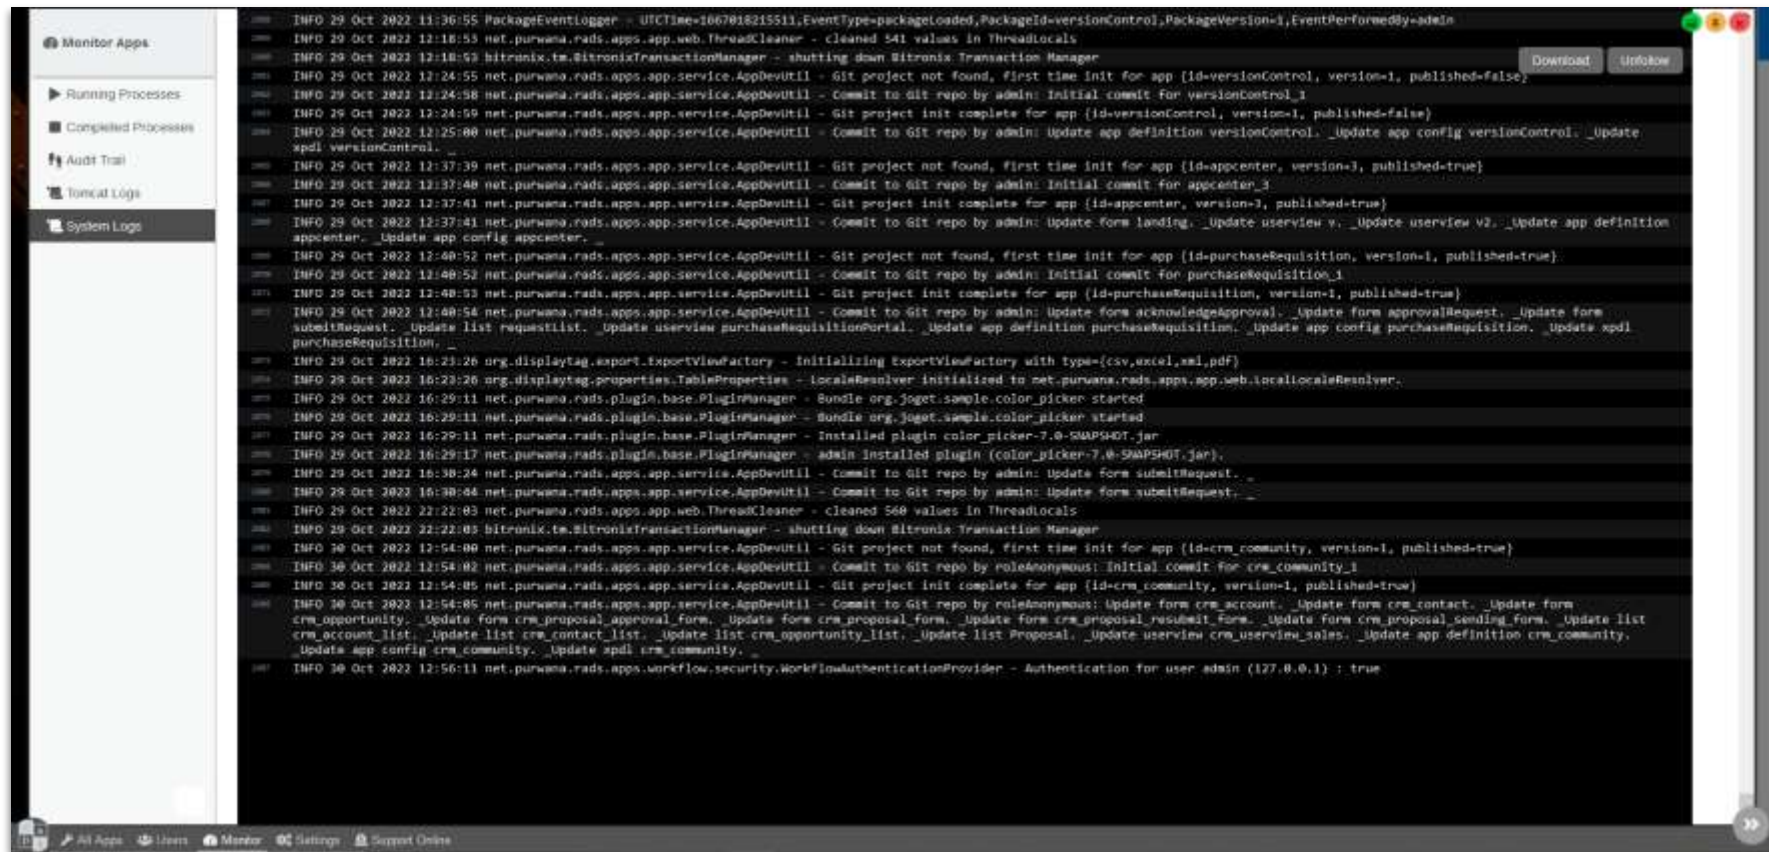 Monitor Apps
Running Processes
Completed Processes
Audit Trail
Tomcat Logs
System Logs
Download
Unfollow
INFO 29 Oct 2022 11:36:55 PackageEventLogger - UTCTime=1667018215511,EventType=packageLoaded,PackageId=versionControl,PackageVersion=1,EventPerformedBy=admin
INFO 29 Oct 2022 12:18:53 net.purwana.rads.apps.app.web.ThreadCleaner - cleaned 541 values in ThreadLocals
INFO 29 Oct 2022 12:18:53 bitronix.tm.BitronixTransactionManager - shutting down Bitronix Transaction Manager
INFO 29 Oct 2022 12:24:55 net.purwana.rads.apps.app.service.AppDevUtil - Git project not found, first time init for app {id=versionControl, version=1, published=false}
INFO 29 Oct 2022 12:24:58 net.purwana.rads.apps.app.service.AppDevUtil - Commit to Git repo by admin: Initial commit for versionControl_1
INFO 29 Oct 2022 12:24:59 net.purwana.rads.apps.app.service.AppDevUtil - Git project init complete for app {id=versionControl, version=1, published=false}
INFO 29 Oct 2022 12:25:00 net.purwana.rads.apps.app.service.AppDevUtil - Commit to Git repo by admin: Update app definition versionControl. _Update app config versionControl. _Update
xpdl versionControl. _
INFO 29 Oct 2022 12:37:39 net.purwana.rads.apps.app.service.AppDevUtil - Git project not found, first time init for app {id=appcenter, version=3, published=true}
INFO 29 Oct 2022 12:37:40 net.purwana.rads.apps.app.service.AppDevUtil - Commit to Git repo by admin: Initial commit for appcenter_3
INFO 29 Oct 2022 12:37:41 net.purwana.rads.apps.app.service.AppDevUtil - Git project init complete for app {id=appcenter, version=3, published=true}
INFO 29 Oct 2022 12:37:41 net.purwana.rads.apps.app.service.AppDevUtil - Commit to Git repo by admin: Update form landing. _Update userview v. _Update userview v2. _Update app definition
appcenter. _Update app config appcenter. _
INFO 29 Oct 2022 12:40:52 net.purwana.rads.apps.app.service.AppDevUtil - Git project not found, first time init for app {id=purchaseRequisition, version=1, published=true}
INFO 29 Oct 2022 12:40:52 net.purwana.rads.apps.app.service.AppDevUtil - Commit to Git repo by admin: Initial commit for purchaseRequisition_1
INFO 29 Oct 2022 12:40:53 net.purwana.rads.apps.app.service.AppDevUtil - Git project init complete for app {id=purchaseRequisition, version=1, published=true}
INFO 29 Oct 2022 12:40:54 net.purwana.rads.apps.app.service.AppDevUtil - Commit to Git repo by admin: Update form acknowledgeApproval. _Update form approvalRequest. _Update form
submitRequest. _Update list requestList. _Update userview purchaseRequisitionPortal. _Update app definition purchaseRequisition. _Update app config purchaseRequisition. _Update xpdl
purchaseRequisition. _
INFO 29 Oct 2022 16:23:26 org.displaytag.export.ExportViewFactory - Initializing ExportViewFactory with type={csv,excel,xml,pdf}
INFO 29 Oct 2022 16:23:26 org.displaytag.properties.TableProperties - LocaleResolver initialized to net.purwana.rads.apps.app.web.LocalLocaleResolver.
INFO 29 Oct 2022 16:29:11 net.purwana.rads.plugin.base.PluginManager - Bundle org.joget.sample.color_picker started
INFO 29 Oct 2022 16:29:11 net.purwana.rads.plugin.base.PluginManager - Bundle org.joget.sample.color_picker started
INFO 29 Oct 2022 16:29:11 net.purwana.rads.plugin.base.PluginManager - Installed plugin color_picker-7.0-SNAPSHOT.jar
INFO 29 Oct 2022 16:29:17 net.purwana.rads.plugin.base.PluginManager - admin installed plugin (color_picker-7.0-SNAPSHOT.jar).
INFO 29 Oct 2022 16:30:24 net.purwana.rads.apps.app.service.AppDevUtil - Commit to Git repo by admin: Update form submitRequest. _
INFO 29 Oct 2022 16:30:44 net.purwana.rads.apps.app.service.AppDevUtil - Commit to Git repo by admin: Update form submitRequest. _
INFO 29 Oct 2022 22:22:03 net.purwana.rads.apps.app.web.ThreadCleaner - cleaned 560 values in ThreadLocals
INFO 29 Oct 2022 22:22:03 bitronix.tm.BitronixTransactionManager - shutting down Bitronix Transaction Manager
INFO 30 Oct 2022 12:54:00 net.purwana.rads.apps.app.service.AppDevUtil - Git project not found, first time init for app {id=crm_community, version=1, published=true}
INFO 30 Oct 2022 12:54:02 net.purwana.rads.apps.app.service.AppDevUtil - Commit to Git repo by roleAnonymous: Initial commit for crm_community_1
INFO 30 Oct 2022 12:54:05 net.purwana.rads.apps.app.service.AppDevUtil - Git project init complete for app {id=crm_community, version=1, published=true}
INFO 30 Oct 2022 12:54:05 net.purwana.rads.apps.app.service.AppDevUtil - Commit to Git repo by roleAnonymous: Update form crm_account. _Update form crm_contact. _Update form
crm_opportunity. _Update form crm_proposal_approval_form. _Update form crm_proposal_form. _Update form crm_proposal_resubmit_form. _Update form crm_proposal_sending_form. _Update list
crm_account_list. _Update list crm_contact_list. _Update list crm_opportunity_list. _Update list Proposal. _Update userview crm_userview_sales. _Update app definition crm_community.
_Update app config crm_community. _Update xpdl crm_community. _
INFO 30 Oct 2022 12:56:11 net.purwana.rads.apps.workflow.security.WorkflowAuthenticationProvider - Authentication for user admin (127.0.0.1) : true
All Apps Users Monitor Settings Support Online